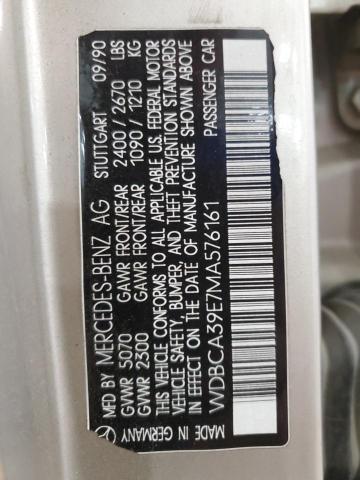 MFD BY MERCEDES-BENZ AG STUTTGART 09/90
GVWR 5070 GAWR FRONT/REAR 2400 / 2670 LBS
GVWR 2300 GAWR FRONT/REAR 1090 / 1210 KG
THIS VEHICLE CONFORMS TO ALL APPLICABLE U.S. FEDERAL MOTOR
VEHICLE SAFETY, BUMPER, AND THEFT PREVENTION STANDARDS
IN EFFECT ON THE DATE OF MANUFACTURE SHOWN ABOVE
WDBCA39E7MA576161 PASSENGER CAR
MADE IN GERMANY